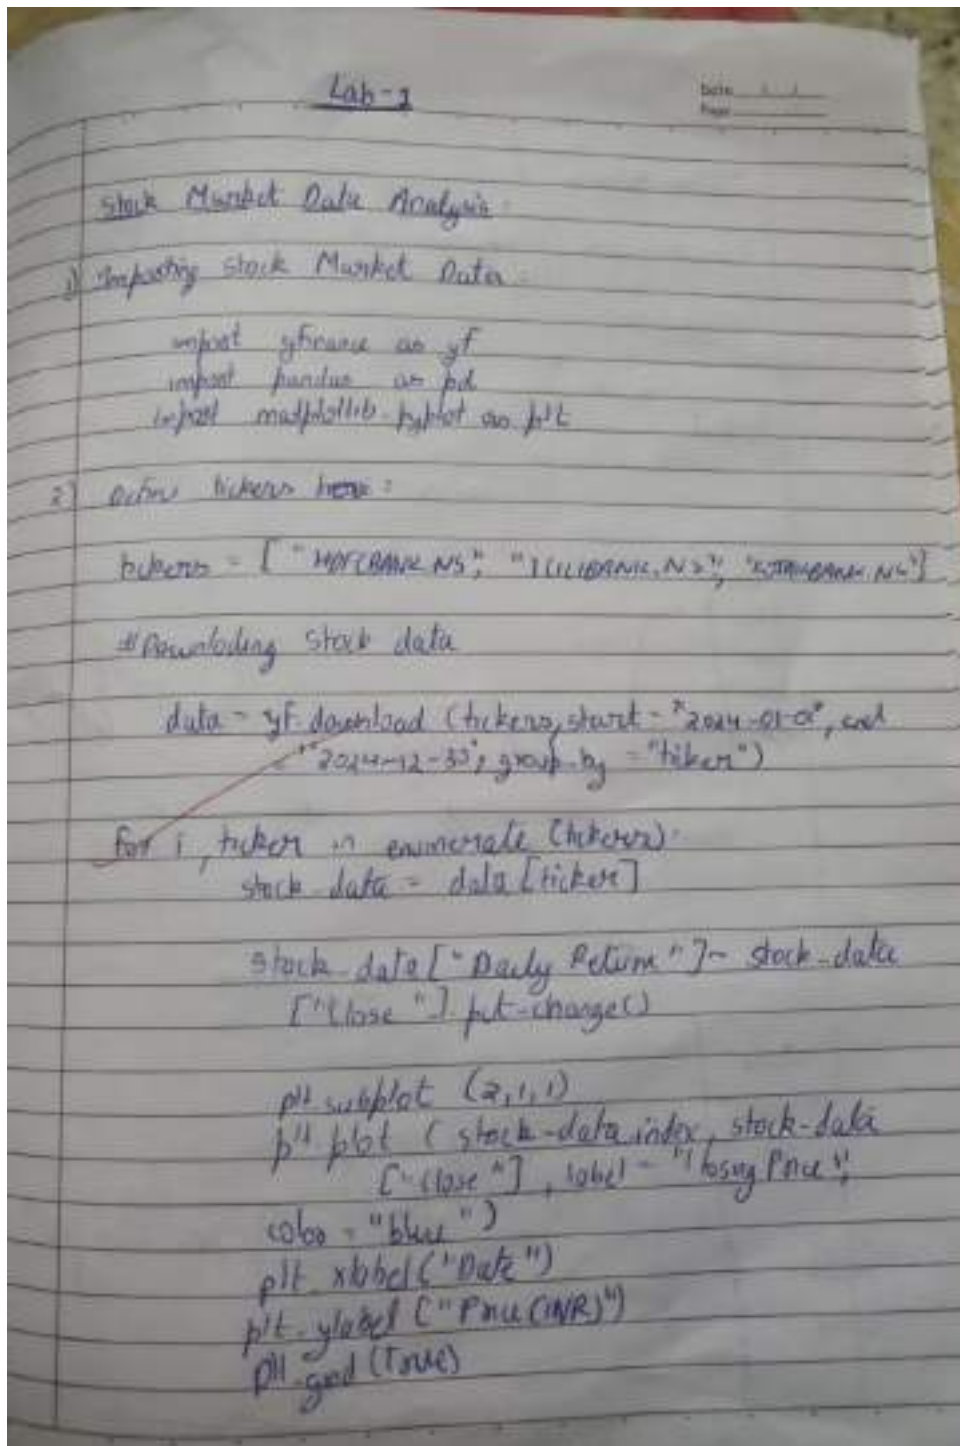 Lab-1
Date / /
Page
Stock Market Data Analysis
1) Importing Stock Market Data
import yfinance as yf
import pandas as pd
import matplotlib.pyplot as plt
2) Define tickers here:
tickers = [ "HDFCBANK.NS", "ICICIBANK.NS", "KOTAKBANK.NS"]
# Downloding stock data
data = yf.download (tickers, start = "2024-01-01", end
= "2024-12-30", group_by = "tiker")
for i, ticker in enumerate (tickers):
stock_data = data [ticker]
stock_data ["Daily Return"] = stock_data
["Close"].pct_change()
plt.subplot (2,1,1)
plt.plot ( stock_data.index, stock_data
["Close"], label = "Closing Price",
color = "blue")
plt.xlabel ("Date")
plt.ylabel ("Price (INR)")
plt.grid (True)